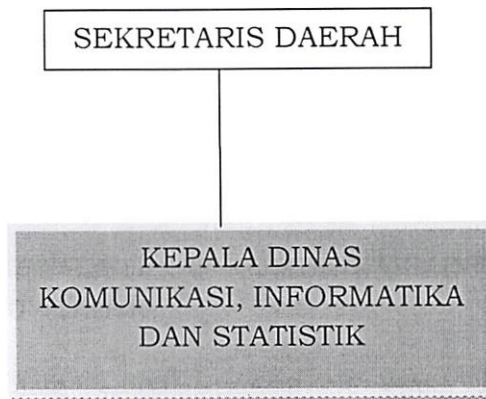 SEKRETARIS DAERAH
KEPALA DINAS
KOMUNIKASI, INFORMATIKA
DAN STATISTIK